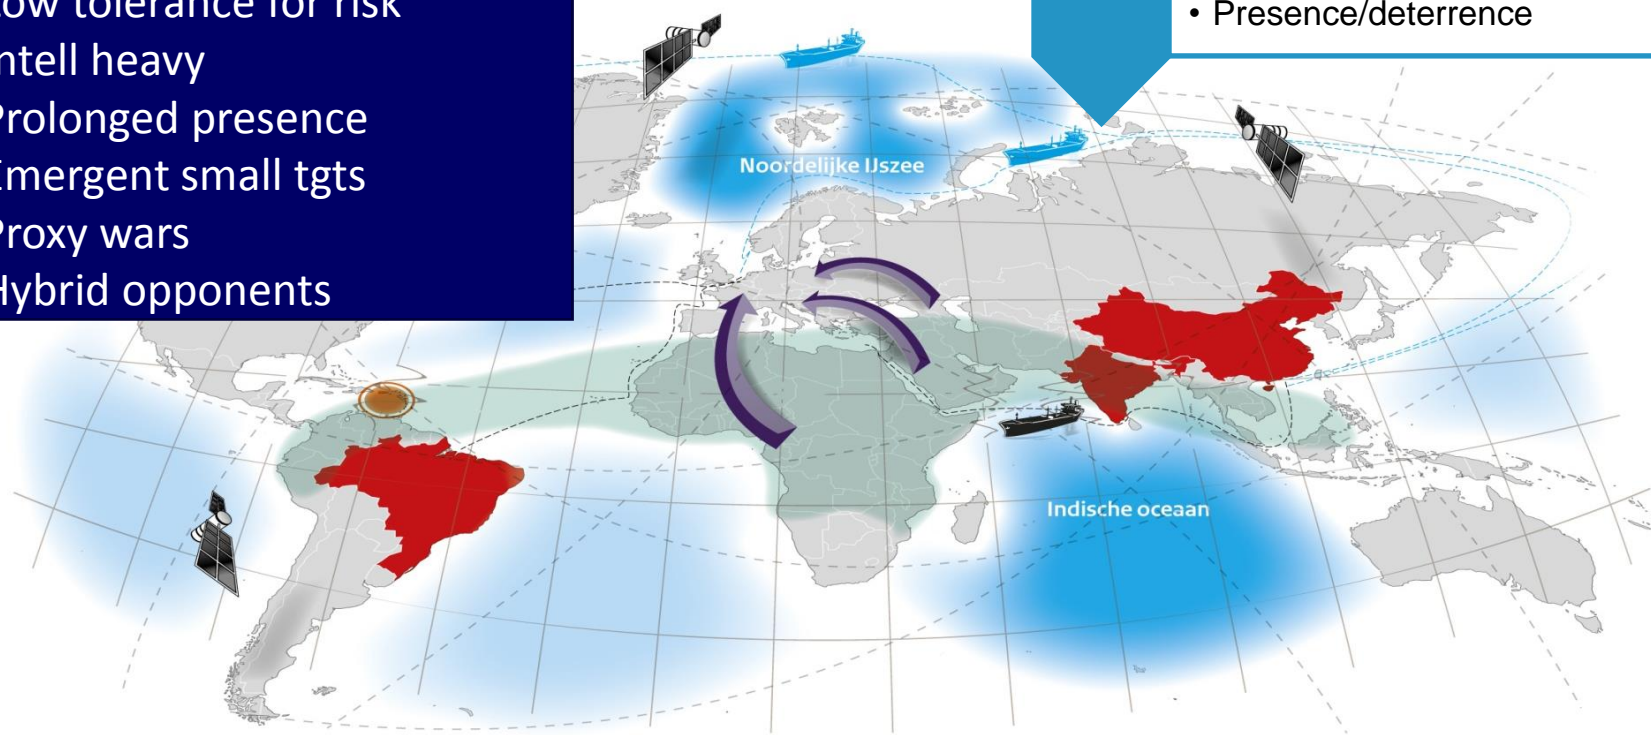 ow tolerance for risk
ntell heavy
Prolonged presence
Emergent small tgts
Proxy wars
Hybrid opponents
• Presence/deterrence
Noordelijke IJszee
Indische oceaan